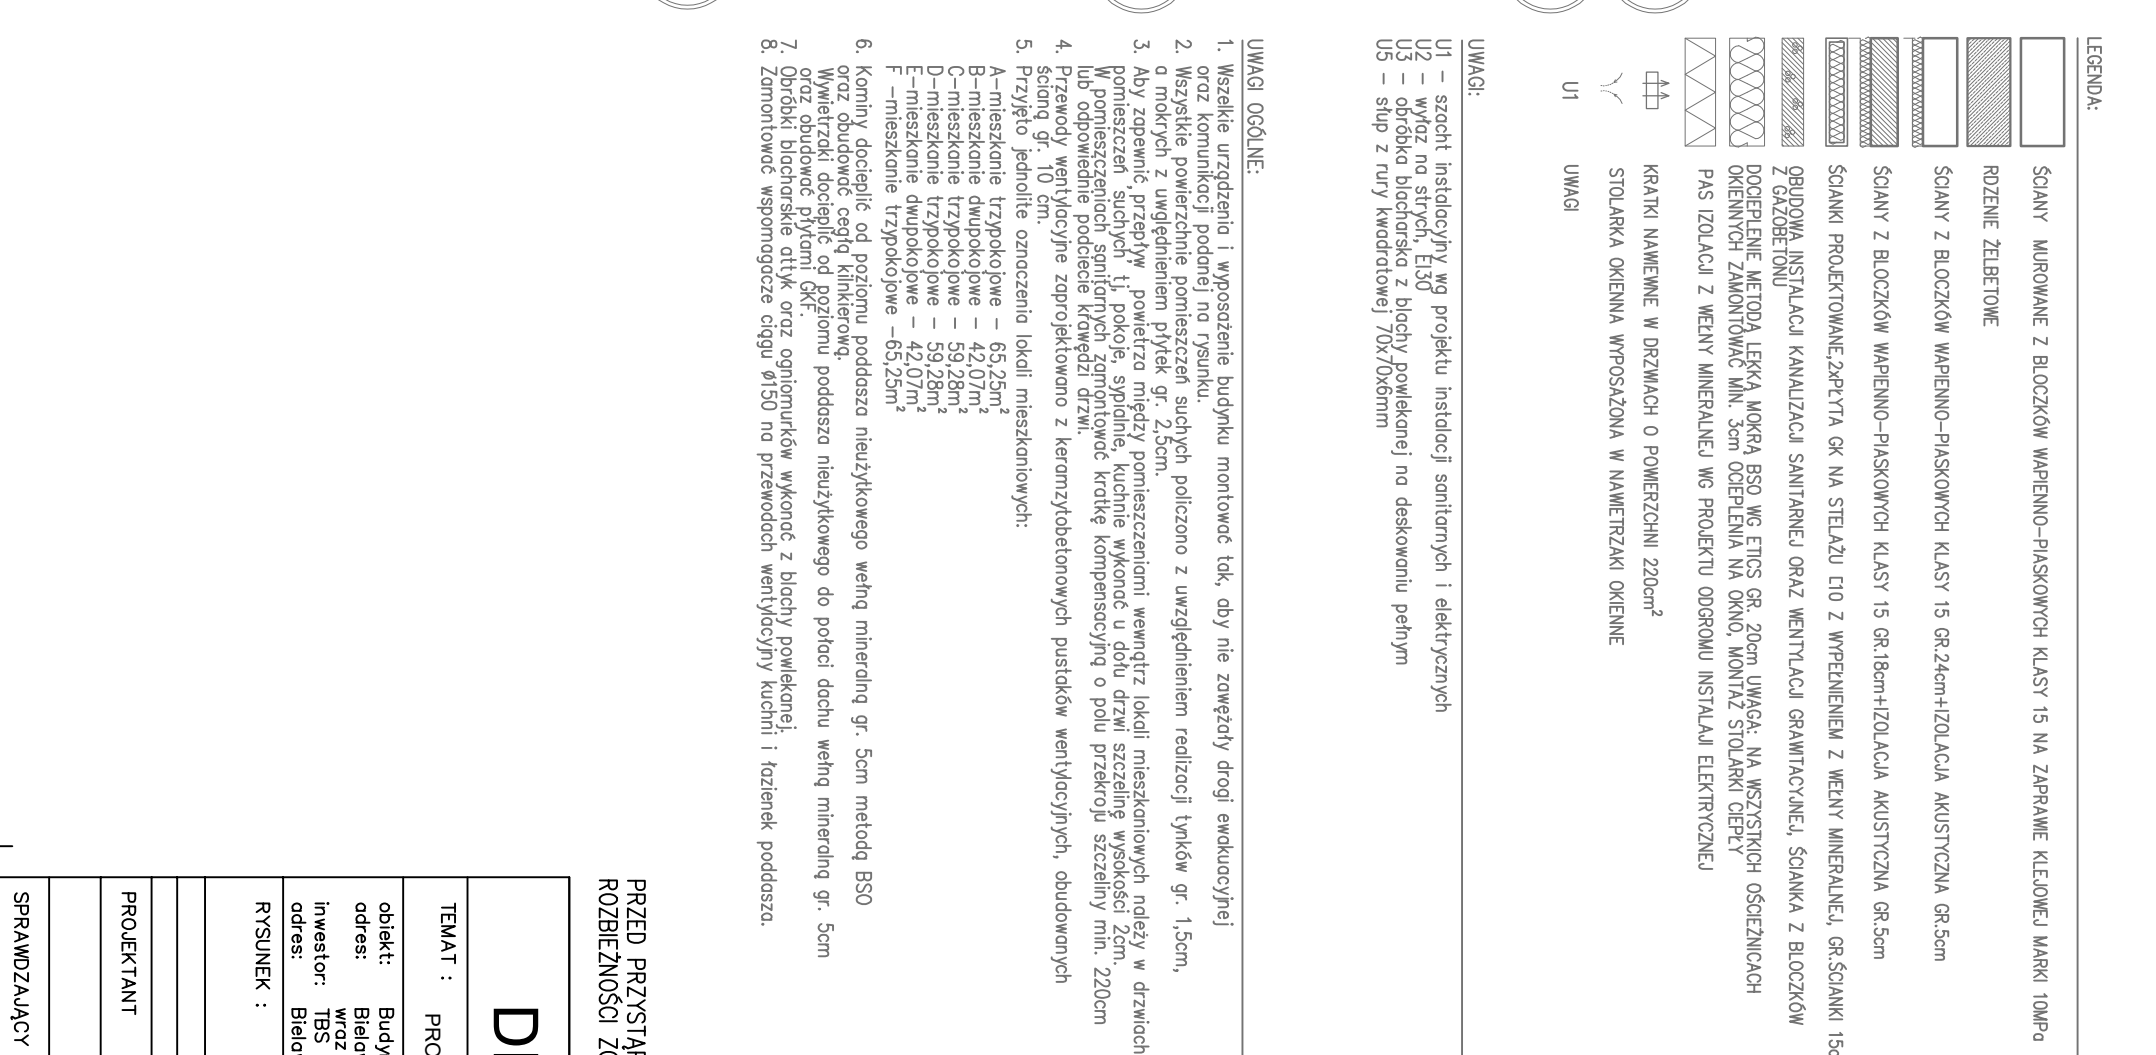 LEGENDA:
ŚCIANY MUROWANE Z BLOCZKÓW WAPIENNO-PIASKOWYCH KLASY 15 NA ZAPRAWIE KLEJOWEJ MARKI 10MPa
RDZENIE ŻELBETOWE
ŚCIANY Z BLOCZKÓW WAPIENNO-PIASKOWYCH KLASY 15 GR.24cm+IZOLACJA AKUSTYCZNA GR.5cm
ŚCIANY Z BLOCZKÓW WAPIENNO-PIASKOWYCH KLASY 15 GR.18cm+IZOLACJA AKUSTYCZNA GR.5cm
ŚCIANKI PROJEKTOWANE,2xPŁYTA GK NA STELAŻU [10 Z WYPEŁNIENIEM Z WEŁNY MINERALNEJ, GR.ŚCIANKI
OBUDOWA INSTALACJI KANALIZACJI SANITARNEJ ORAZ WENTYLACJI GRAWITACYJNEJ, ŚCIANKA Z BLOCZKÓW
Z GAZOBETONU
DOCIEPLENIE METODĄ LEKKĄ MOKRĄ BSO WG ETICS GR. 20cm UWAGA: NA WSZYSTKICH OŚCIEŻNICACH
OKIENNYCH ZAMONTOWAĆ MIN. 3cm OCIEPLENIA NA OKNO, MONTAŻ STOLARKI CIEPŁY
PAS IZOLACJI Z WEŁNY MINERALNEJ WG PROJEKTU ODGROMU INSTALAJI ELEKTRYCZNEJ
KRATKI NAWIEWNE W DRZWIACH O POWIERZCHNI 220cm²
STOLARKA OKIENNA WYPOSAŻONA W NAWIETRZAKI OKIENNE
U1 UWAGI
UWAGI:
U1 - szacht instalacyjny wg projektu instalacji sanitarnych i elektrycznych
U2 - wyłaz na strych, EI30
U3 - obróbka blacharska z blachy powlekanej na deskowaniu pełnym
U5 - słup z rury kwadratowej 70x70x6mm
UWAGI OGÓLNE:
1. Wszelkie urządzenia i wyposażenie budynku montować tak, aby nie zawężały drogi ewakuacyjnej
oraz komunikacji podanej na rysunku.
2. Wszystkie powierzchnie pomieszczeń suchych policzono z uwzględnieniem realizacji tynków gr. 1,5cm,
a mokrych z uwględnieniem płytek gr. 2,5cm.
3. Aby zapewnić przepływ powietrza między pomieszczeniami wewnątrz lokali mieszkaniowych należy w drzwiach
pomieszczeń suchych tj. pokoje, sypialnie, kuchnie wykonać u dołu drzwi szczelinę wysokości 2cm.
W pomieszczeniach sanitarnych zamontować kratkę kompensacyjną o polu przekroju szczeliny min. 220cm
lub odpowiednie podcięcie krawędzi drzwi.
4. Przewody wentylacyjne zaprojektowano z keramzytobetonowych pustaków wentylacyjnych, obudowanych
ścianą gr. 10 cm.
5. Przyjęto jednolite oznaczenia lokali mieszkaniowych:
A-mieszkanie trzypokojowe - 65,25m²
B-mieszkanie dwupokojowe - 42,07m²
C-mieszkanie trzypokojowe - 59,28m²
D-mieszkanie trzypokojowe - 59,28m²
E-mieszkanie dwupokojowe - 42,07m²
F -mieszkanie trzypokojowe -65,25m²
6. Kominy docieplić od poziomu poddasza nieużytkowego wełną mineralną gr. 5cm metodą BSO
oraz obudować cegłą kilnkierową.
Wywietrzaki docieplić od poziomu poddasza nieużytkowego do połaci dachu wełną mineralną gr. 5cm
oraz obudować płytami GKF.
7. Obróbki blacharskie attyk oraz ogniomurków wykonać z blachy powlekanej.
8. Zamontować wspomagacze ciągu ø150 na przewodach wentylacyjny kuchni i łazienek poddasza.
PRZED
ROZBIEŻNOŚCI
TEMAT :
obiekt:
adres:
wraz
inwestor: TBS
adres:
RYSUNEK :
PROJEKTANT
SPRAWDZAJĄCY